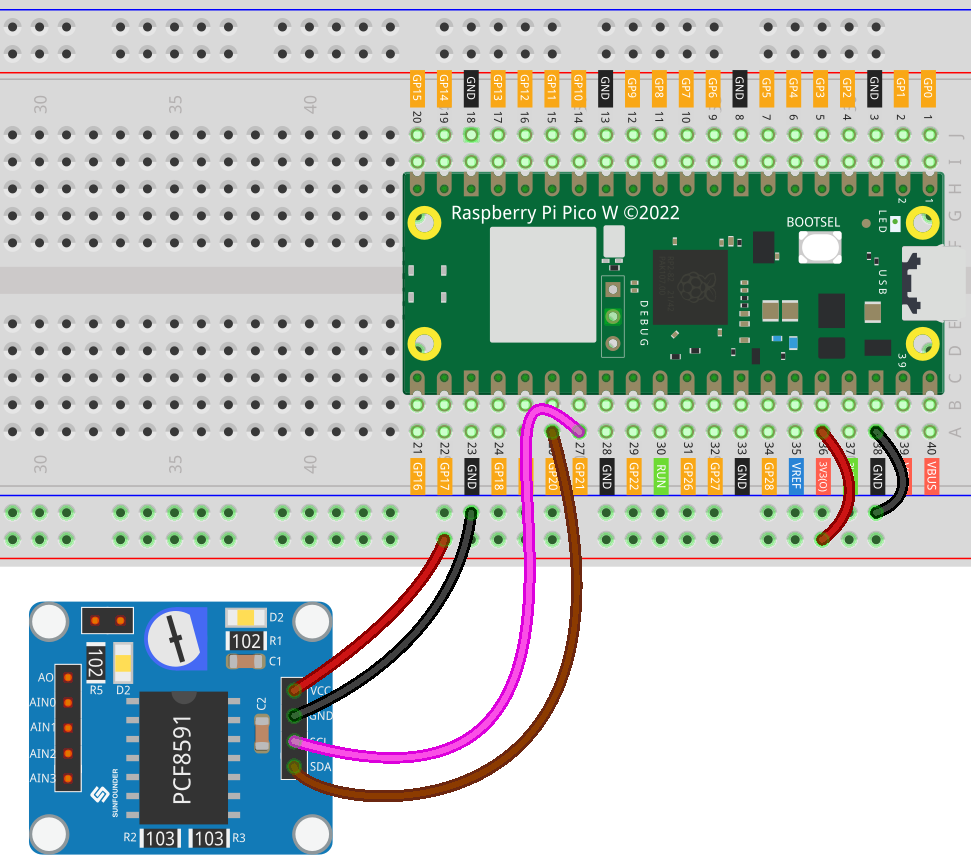 30 35 40
GP15 GP14 GND GP13 GP12 GP11 GP10 GND GP9 GP8 GP7 GP6 GND GP5 GP4 GP3 GP2 GND GP1 GP0
20 19 18 17 16 15 14 13 12 11 10 9 8 7 6 5 4 3 2 1
J
I
H
G
F
Raspberry Pi Pico W ©2022
BOOTSEL
LED
2
1
USB
DEBUG
39
E
D
C
B
A
30 35 40
21 22 23 24 27 28 29 30 31 32 33 34 35 36 37 38 39 40
GP16 GP17 GND GP18 GP20 GP21 GND GP22 RUN GP26 GP27 GND GP28 VREF 3V3(O) GND VBUS
D2
102
R1
C1
102
R5
D2
AO
AIN0
AIN1
AIN2
AIN3
PCF8591
C2
VCC
GND
SCL
SDA
SUNFOUNDER
R2
103
103
R3